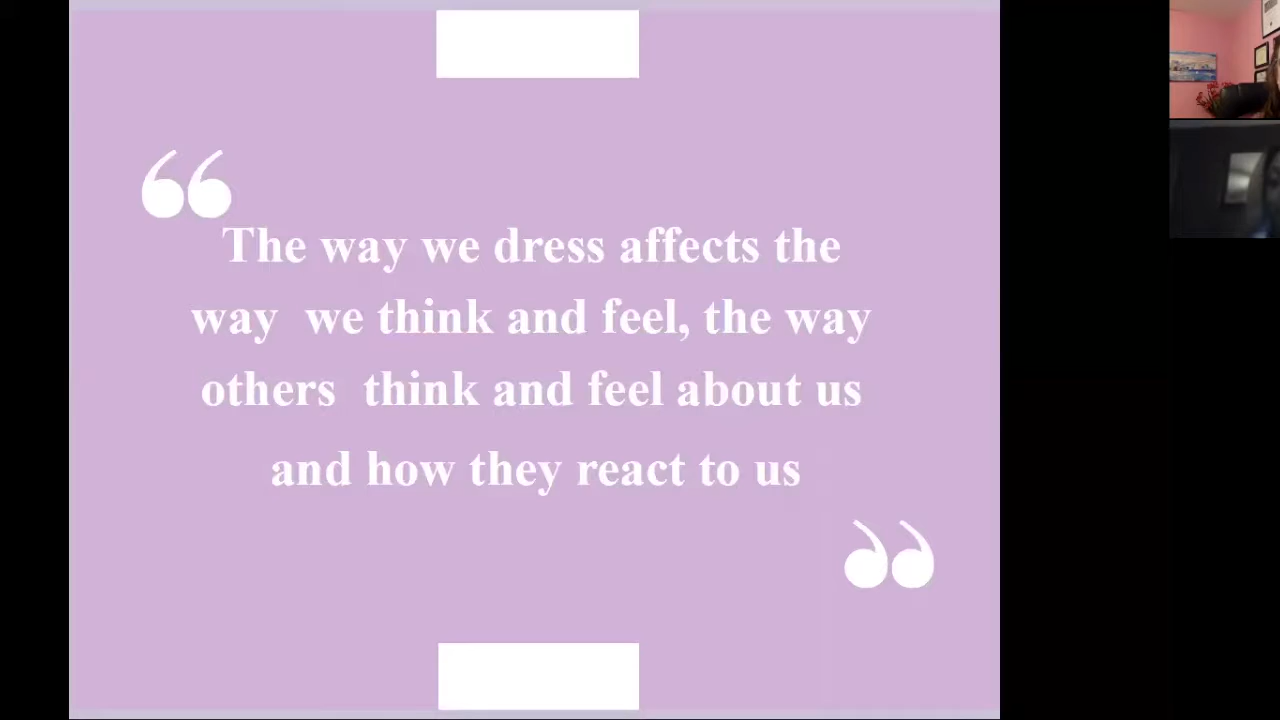 “
The way we dress affects the
way we think and feel, the way
others think and feel about us
and how they react to us
”